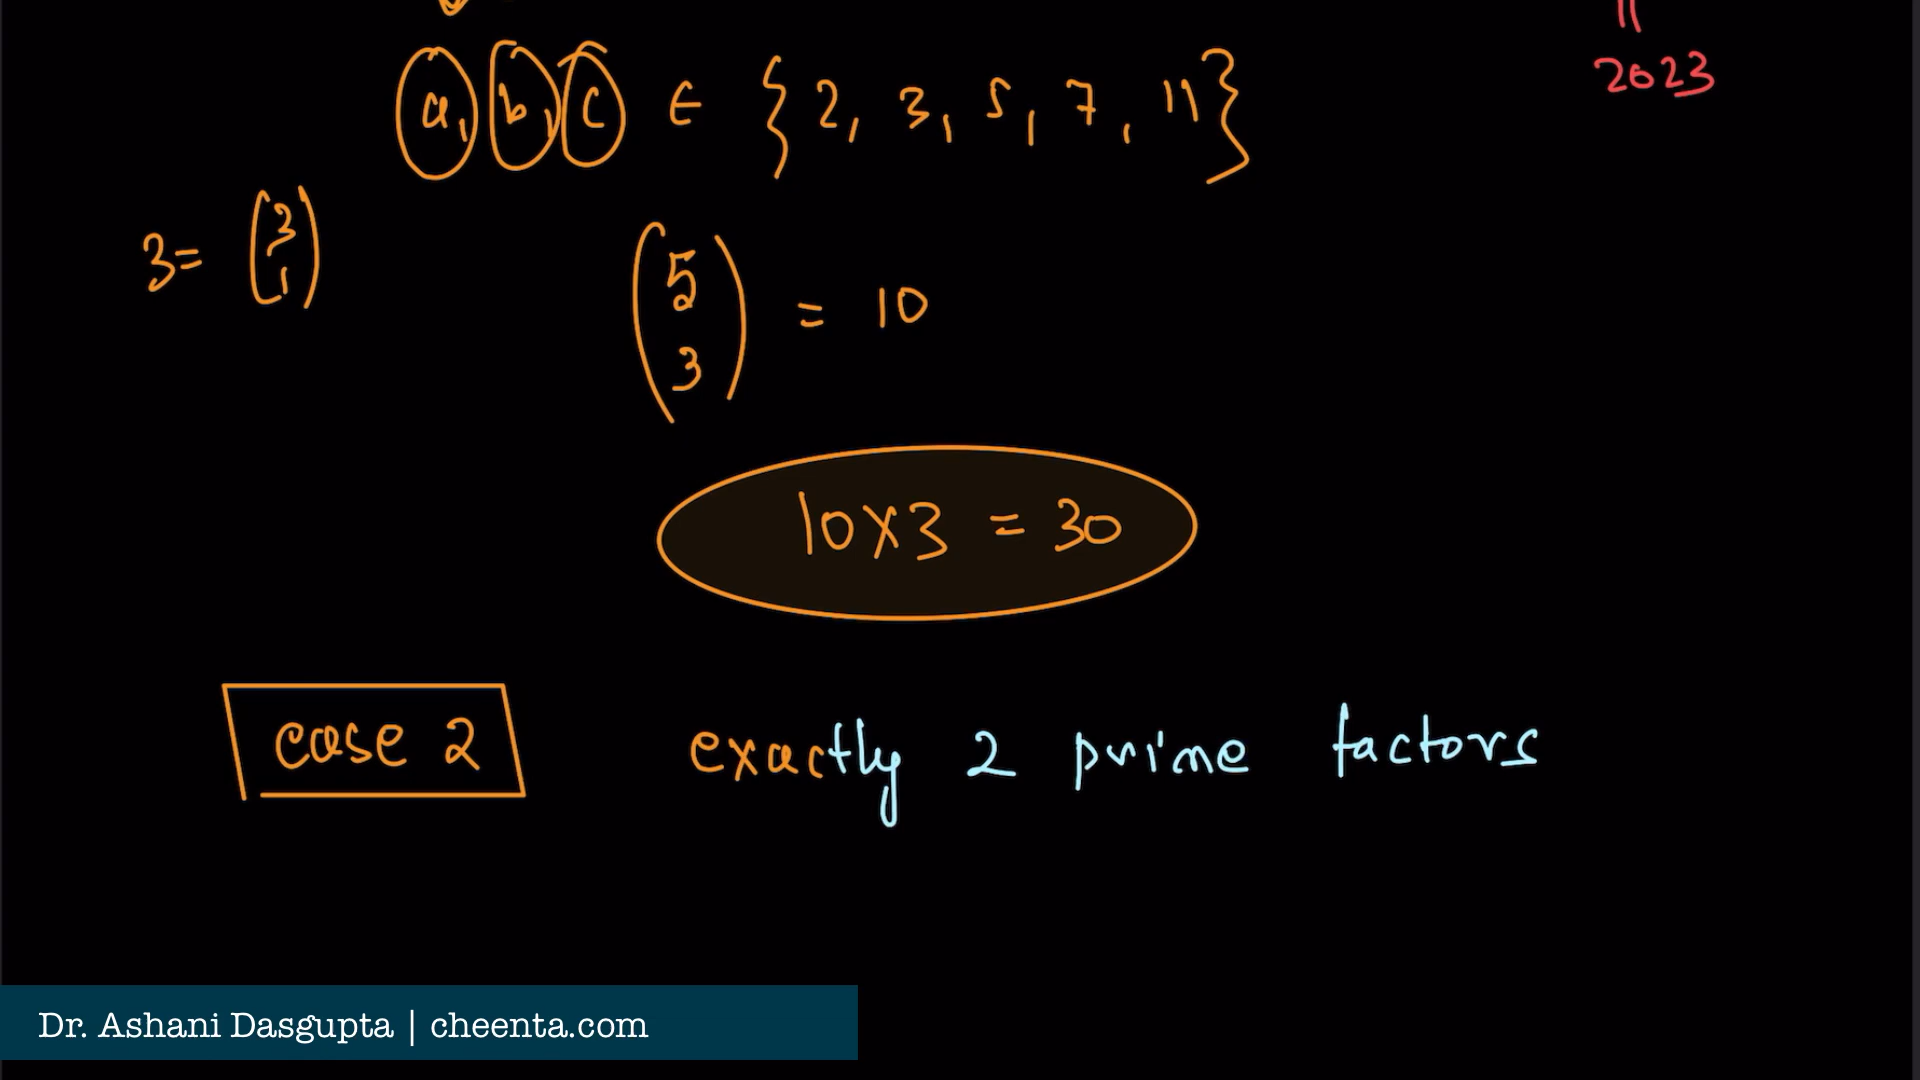 11
2023
a, b, c ∈ {2, 3, 5, 7, 11}
3 = (3 1)
(5 3) = 10
10 x 3 = 30
case 2
exactly 2 prime factors
Dr. Ashani Dasgupta | cheenta.com